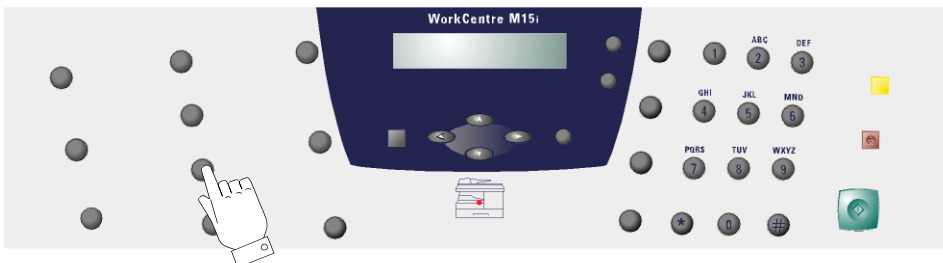 WorkCentre M15i
ABC DEF
1 2 3
GHI JKL MNO
4 5 6
PQRS TUV WXYZ
7 8 9
* 0 #